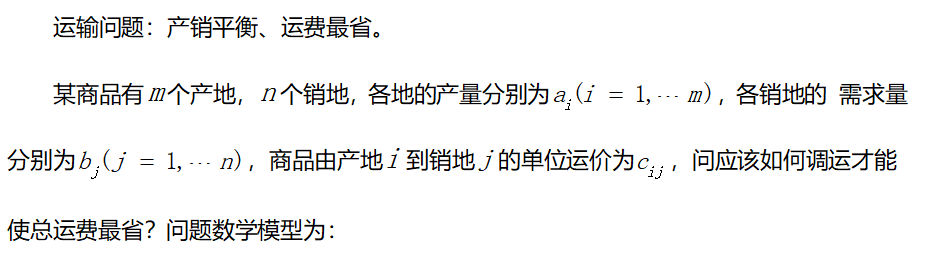 运输问题：产销平衡、运费最省。
某商品有m个产地，n个销地，各地的产量分别为a_i(i = 1,⋯ m)，各销地的 需求量
分别为b_j(j = 1,⋯ n)，商品由产地i到销地j的单位运价为c_{ij}，问应该如何调运才能
使总运费最省？问题数学模型为：